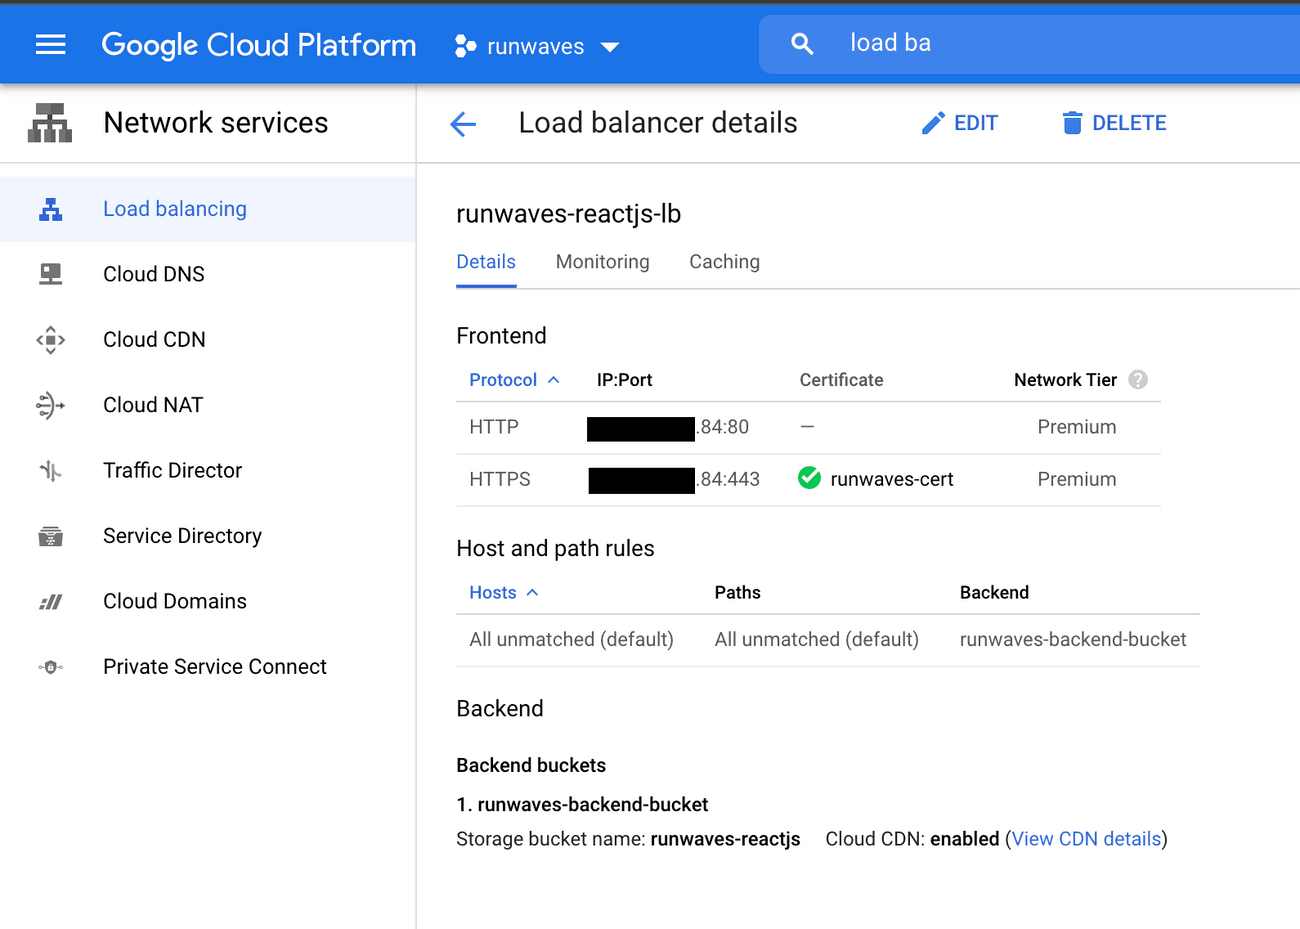 Google Cloud Platform runwaves load ba
Network services
Load balancing
Cloud DNS
Cloud CDN
Cloud NAT
Traffic Director
Service Directory
Cloud Domains
Private Service Connect
Load balancer details EDIT DELETE
runwaves-reactjs-lb
Details Monitoring Caching
Frontend
Protocol IP:Port Certificate Network Tier ?
HTTP .84:80 — Premium
HTTPS .84:443 runwaves-cert Premium
Host and path rules
Hosts Paths Backend
All unmatched (default) All unmatched (default) runwaves-backend-bucket
Backend
Backend buckets
1. runwaves-backend-bucket
Storage bucket name: runwaves-reactjs Cloud CDN: enabled (View CDN details)